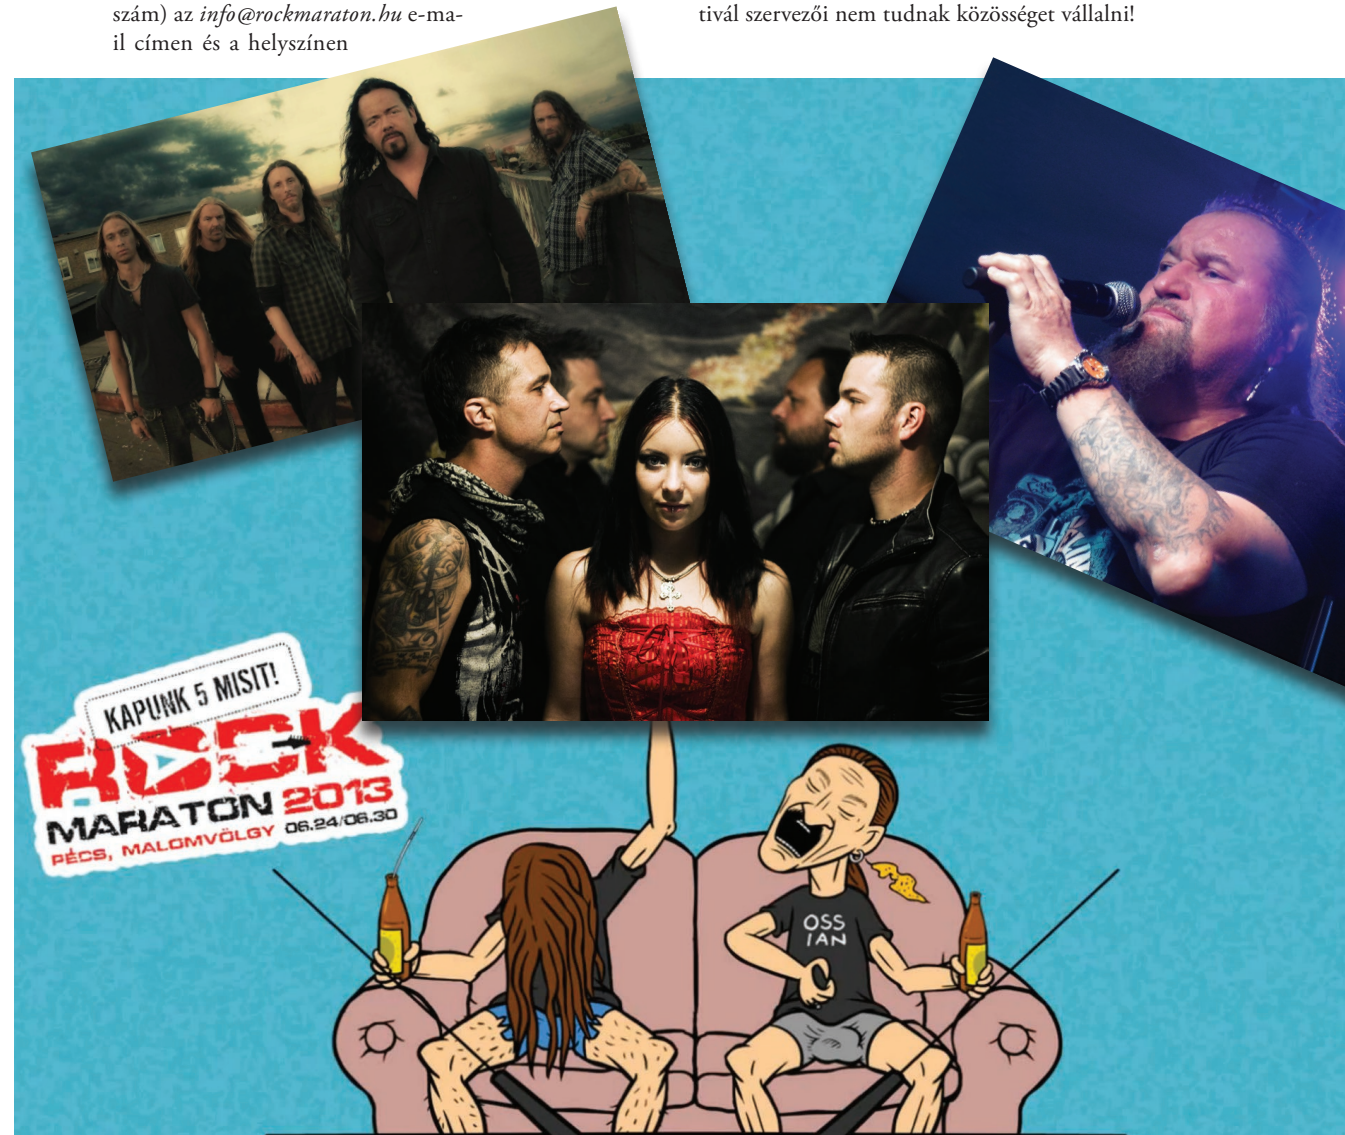 szám) az info@rockmaraton.hu e-ma-
il címen és a helyszínen
tivál szervezői nem tudnak közösséget vállalni!
KAPUNK 5 MISIT!
ROCK
MARATON 2013
PÉCS, MALOMVÖLGY 06.24/06.30
OSS
IAN